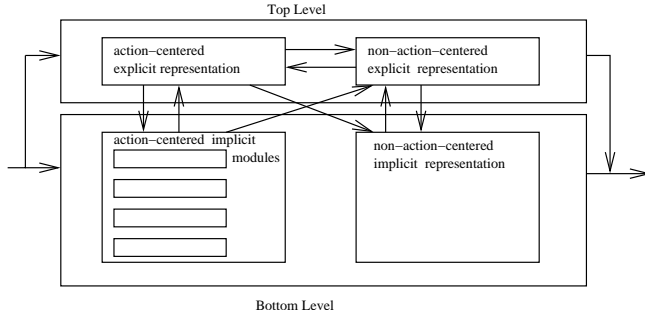 Top Level
action−centered
explicit representation
non−action−centered
explicit representation
action−centered implicit
modules
non−action−centered
implicit representation
Bottom Level